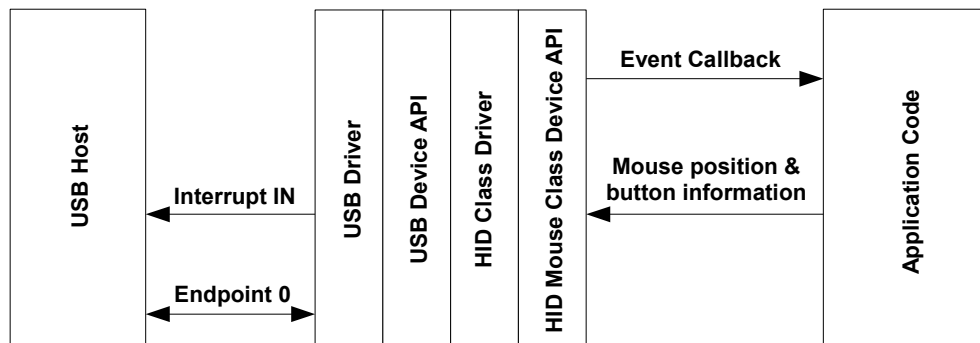 USB Host
Interrupt IN
Endpoint 0
USB Driver
USB Device API
HID Class Driver
HID Mouse Class Device API
Event Callback
Mouse position &
button information
Application Code